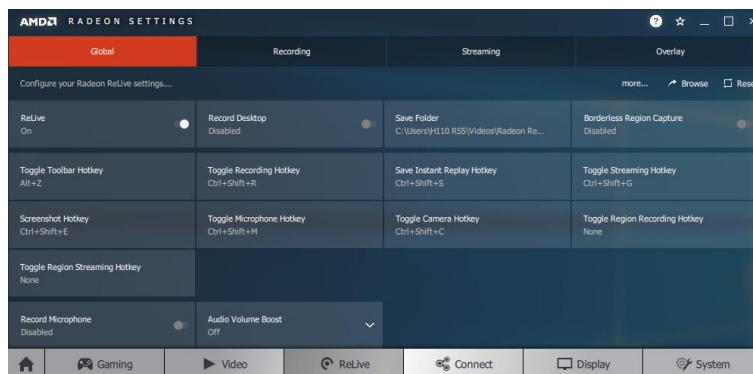 AMD RADEON SETTINGS
Global Recording Streaming Overlay
Configure your Radeon ReLive settings.... more... Browse Rese
ReLive Record Desktop Save Folder Borderless Region Capture
On Disabled C:\Users\H110 RS5\Videos\Radeon Re... Disabled
Toggle Toolbar Hotkey Toggle Recording Hotkey Save Instant Replay Hotkey Toggle Streaming Hotkey
Alt+Z Ctrl+Shift+R Ctrl+Shift+S Ctrl+Shift+G
Screenshot Hotkey Toggle Microphone Hotkey Toggle Camera Hotkey Toggle Region Recording Hotkey
Ctrl+Shift+E Ctrl+Shift+M Ctrl+Shift+C None
Toggle Region Streaming Hotkey
None
Record Microphone Audio Volume Boost
Disabled Off
Gaming Video ReLive Connect Display System